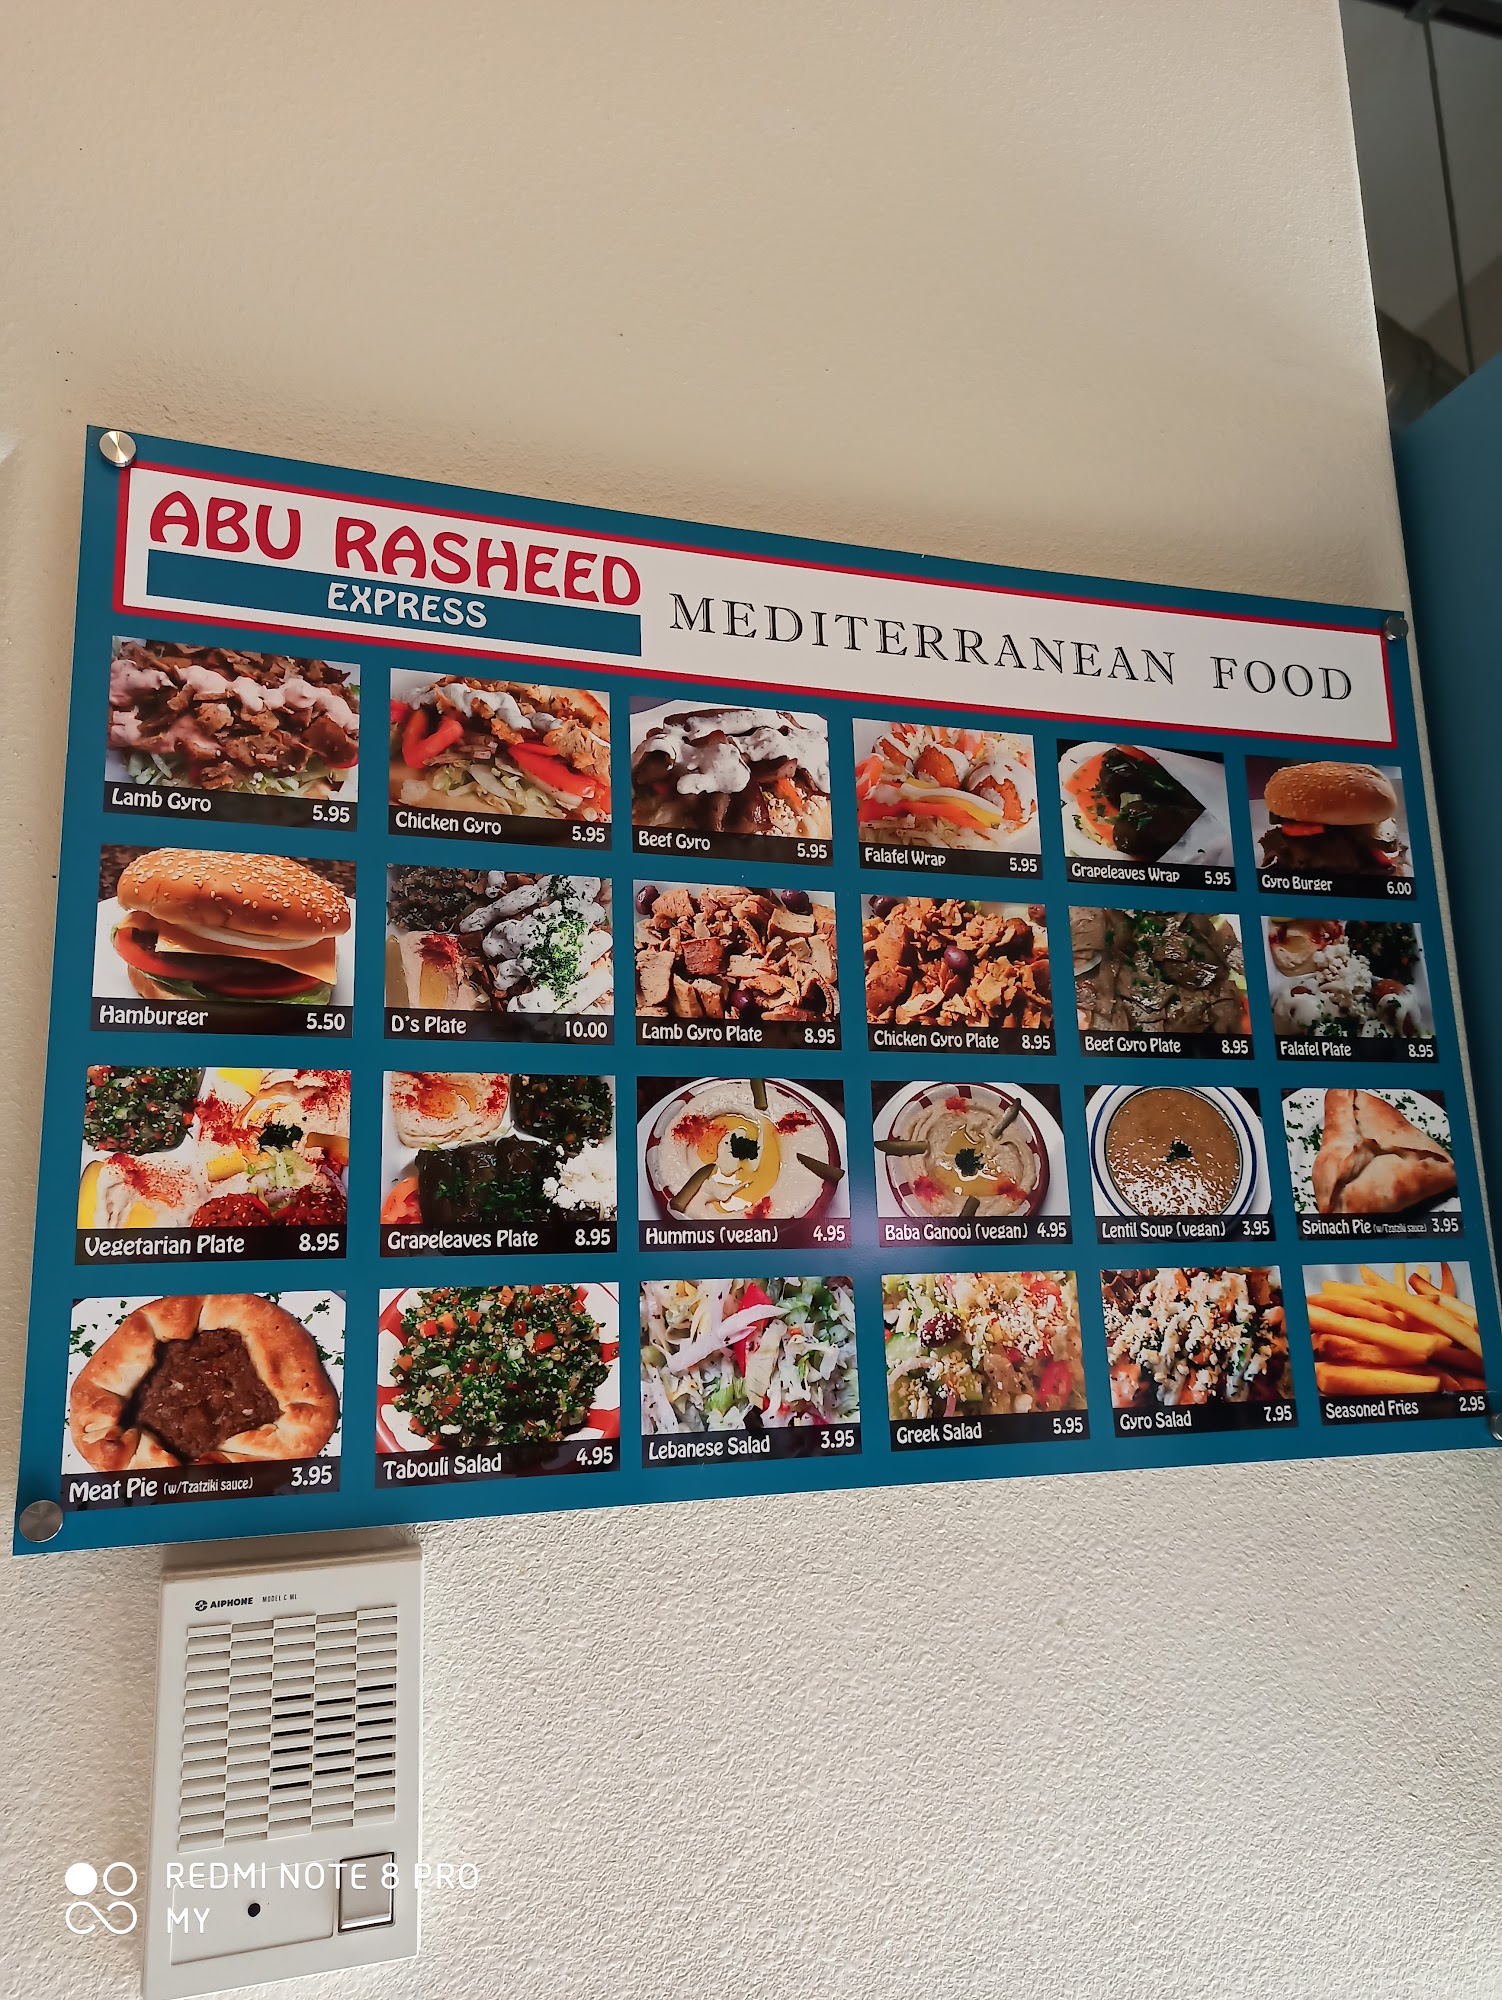 ABU RASHEED
EXPRESS
MEDITERRANEAN FOOD
Lamb Gyro 5.95
Chicken Gyro 5.95
Beef Gyro 5.95
Falafel Wrap 5.95
Grapeleaves Wrap 5.95
Gyro Burger 6.00
Hamburger 5.50
D's Plate 10.00
Lamb Gyro Plate 8.95
Chicken Gyro Plate 8.95
Beef Gyro Plate 8.95
Falafel Plate 8.95
Vegetarian Plate 8.95
Grapeleaves Plate 8.95
Hummus (vegan) 4.95
Baba Ganooj (vegan) 4.95
Lentil Soup (vegan) 3.95
Spinach Pie (w/Tzatziki sauce) 3.95
Meat Pie (w/Tzatziki sauce) 3.95
Tabouli Salad 4.95
Lebanese Salad 3.95
Greek Salad 5.95
Gyro Salad 7.95
Seasoned Fries 2.95
AIPHONE MODEL C-ML
REDMI NOTE 8 PRO
MY